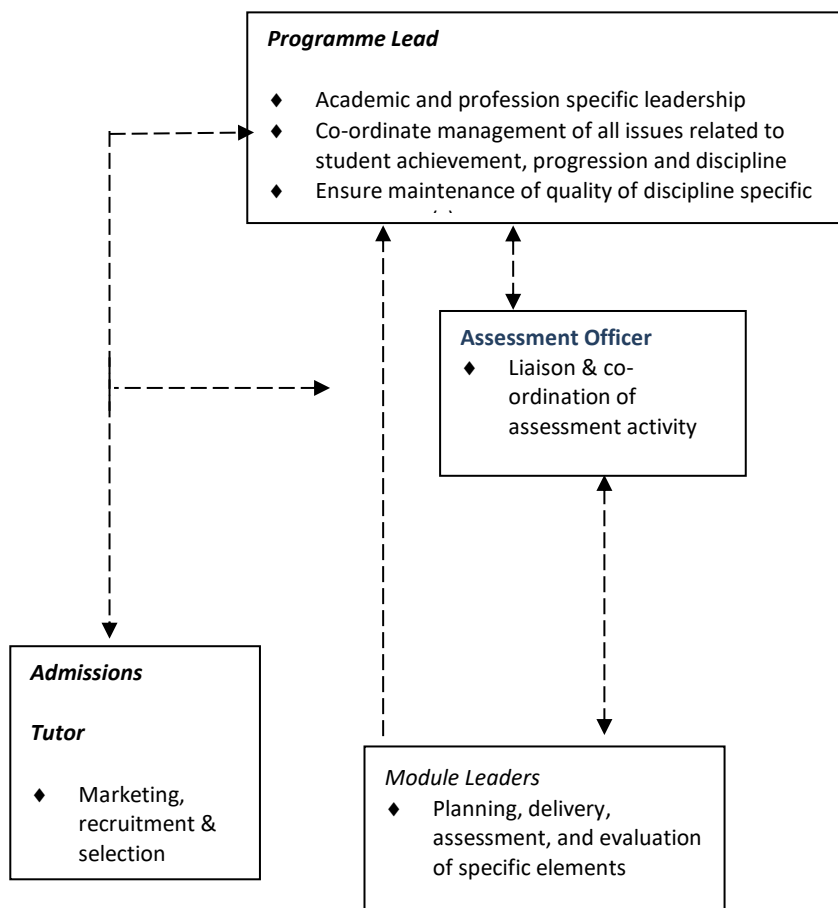 Programme Lead
♦ Academic and profession specific leadership
♦ Co-ordinate management of all issues related to
student achievement, progression and discipline
♦ Ensure maintenance of quality of discipline specific
Assessment Officer
♦ Liaison & co-
ordination of
assessment activity
Admissions
Tutor
♦ Marketing,
recruitment &
selection
Module Leaders
♦ Planning, delivery,
assessment, and evaluation
of specific elements